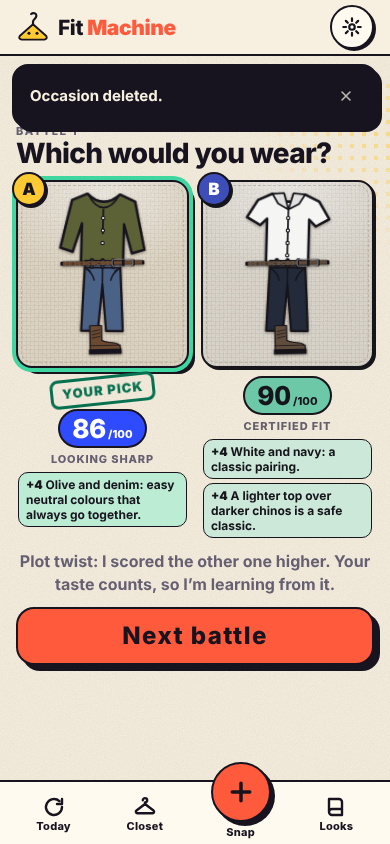 Fit Machine
Occasion deleted.
BATTLE 1
Which would you wear?
A
B
YOUR PICK
86/100
LOOKING SHARP
+4 Olive and denim: easy
neutral colours that
always go together.
90/100
CERTIFIED FIT
+4 White and navy: a
classic pairing.
+4 A lighter top over
darker chinos is a safe
classic.
Plot twist: I scored the other one higher. Your
taste counts, so I’m learning from it.
Next battle
Today
Closet
Snap
Looks